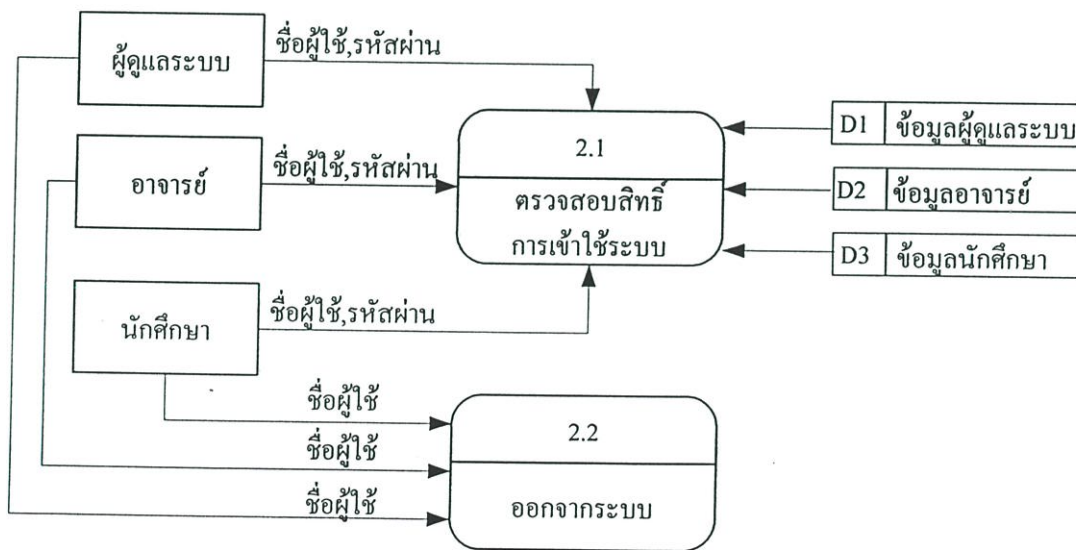 ผู้ดูแลระบบ
ชื่อผู้ใช้,รหัสผ่าน
อาจารย์
ชื่อผู้ใช้,รหัสผ่าน
นักศึกษา
ชื่อผู้ใช้,รหัสผ่าน
2.1
ตรวจสอบสิทธิ์
การเข้าใช้ระบบ
D1 ข้อมูลผู้ดูแลระบบ
D2 ข้อมูลอาจารย์
D3 ข้อมูลนักศึกษา
ชื่อผู้ใช้
ชื่อผู้ใช้
ชื่อผู้ใช้
2.2
ออกจากระบบ